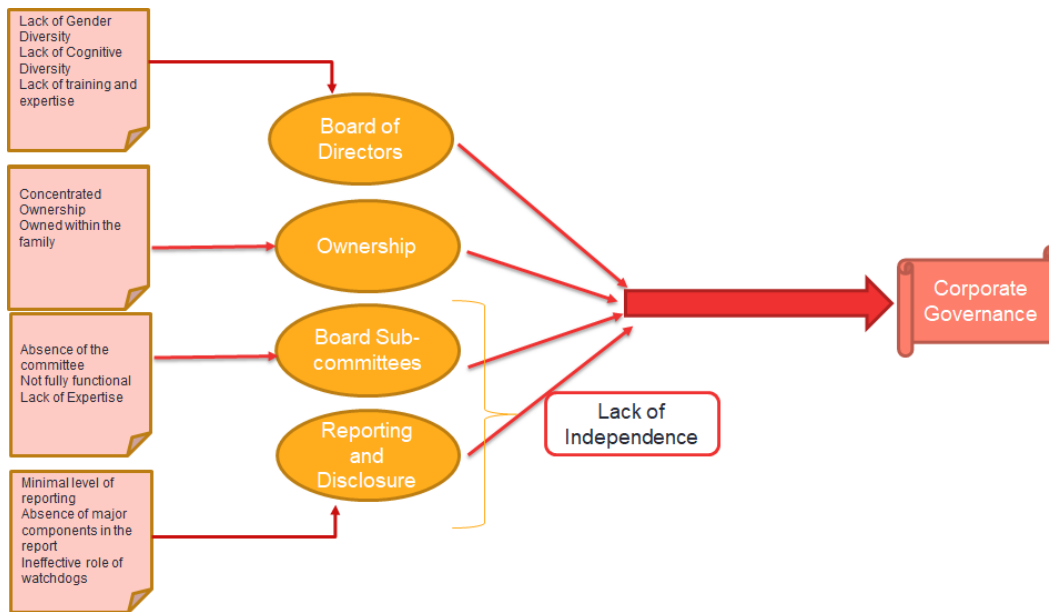 Lack of Gender
Diversity
Lack of Cognitive
Diversity
Lack of training and
expertise
Board of
Directors
Concentrated
Ownership
Owned within the
family
Ownership
Corporate
Governance
Absence of the
committee
Not fully functional
Lack of Expertise
Board Sub-
committees
Lack of
Independence
Reporting
and
Disclosure
Minimal level of
reporting
Absence of major
components in the
report
Ineffective role of
watchdogs